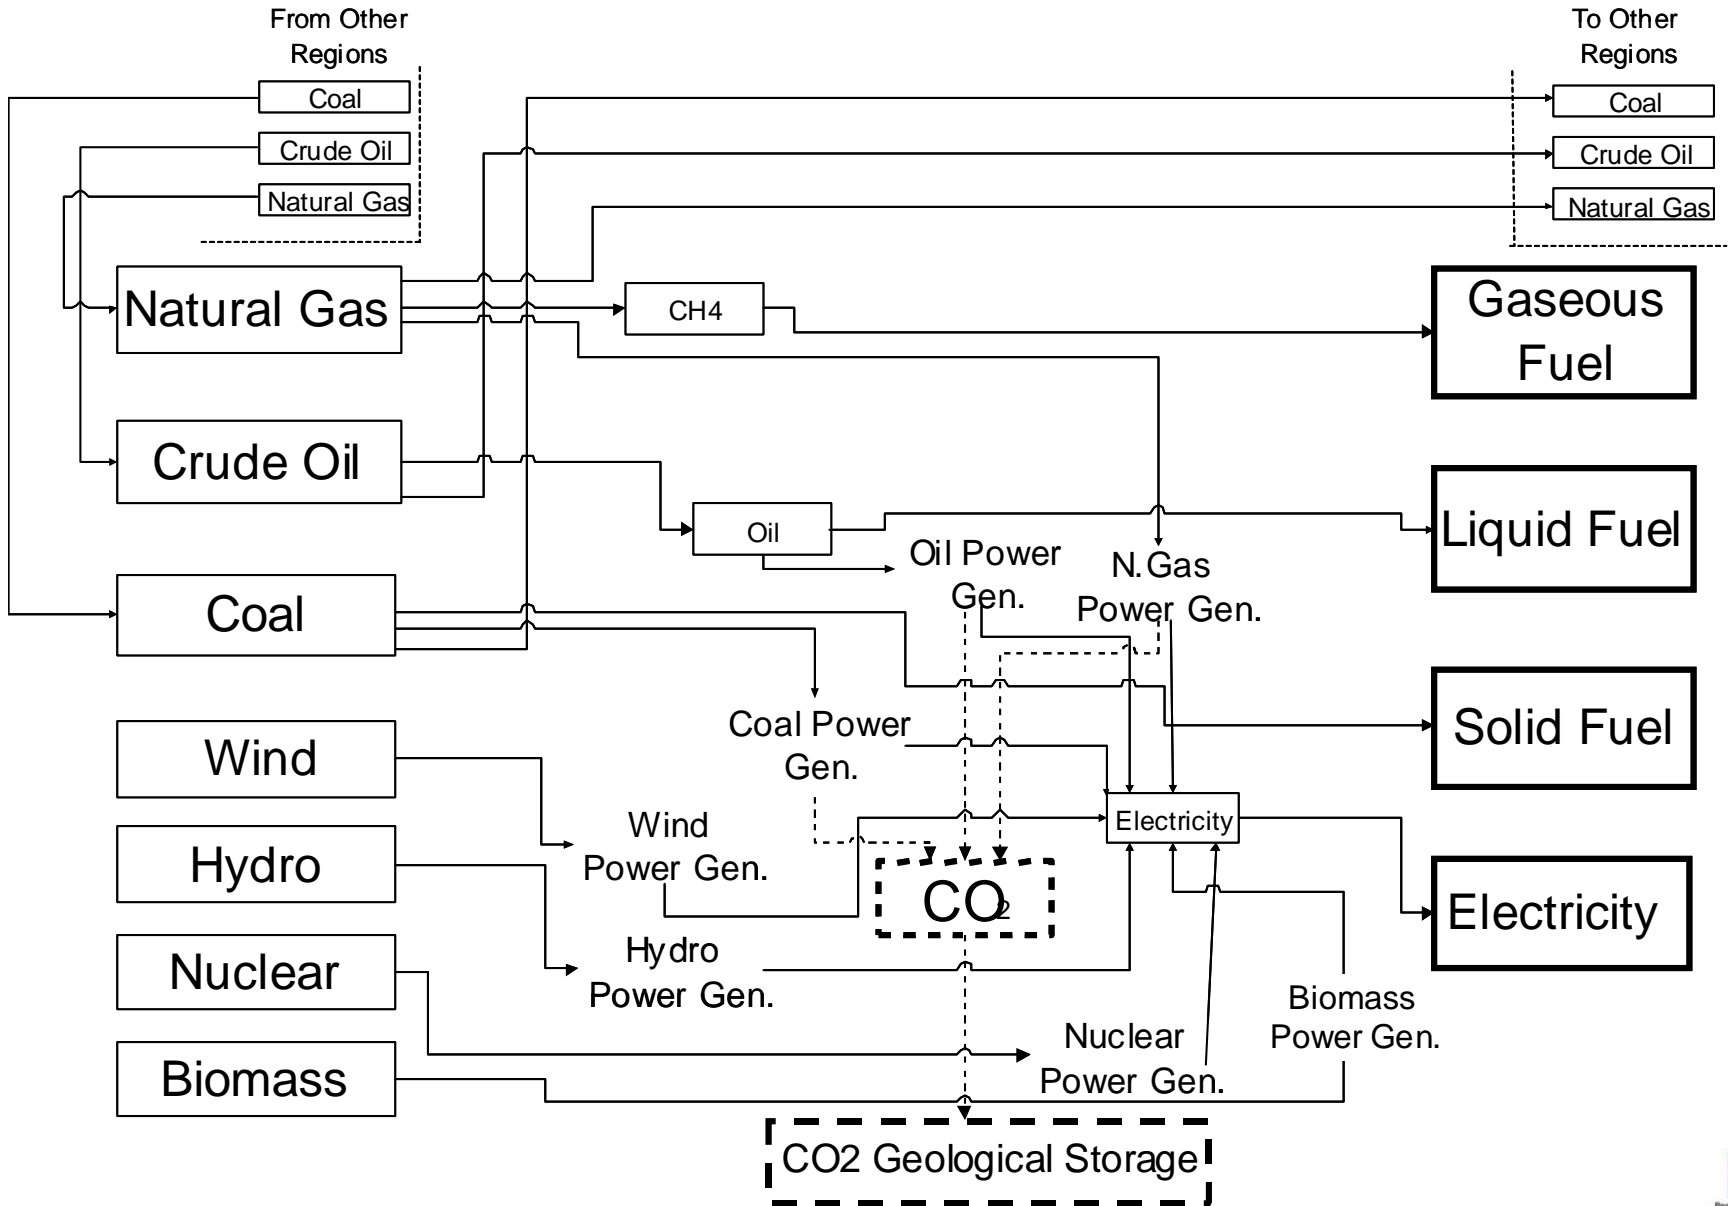 From Other
Regions
Coal
Crude Oil
Natural Gas
To Other
Regions
Coal
Crude Oil
Natural Gas
Natural Gas
CH4
Gaseous
Fuel
Crude Oil
Oil
Liquid Fuel
Oil Power
Gen.
N.Gas
Power Gen.
Coal
Coal Power
Gen.
Solid Fuel
Wind
Wind
Power Gen.
Electricity
Hydro
CO2
Electricity
Nuclear
Hydro
Power Gen.
Biomass
Power Gen.
Nuclear
Power Gen.
Biomass
CO2 Geological Storage